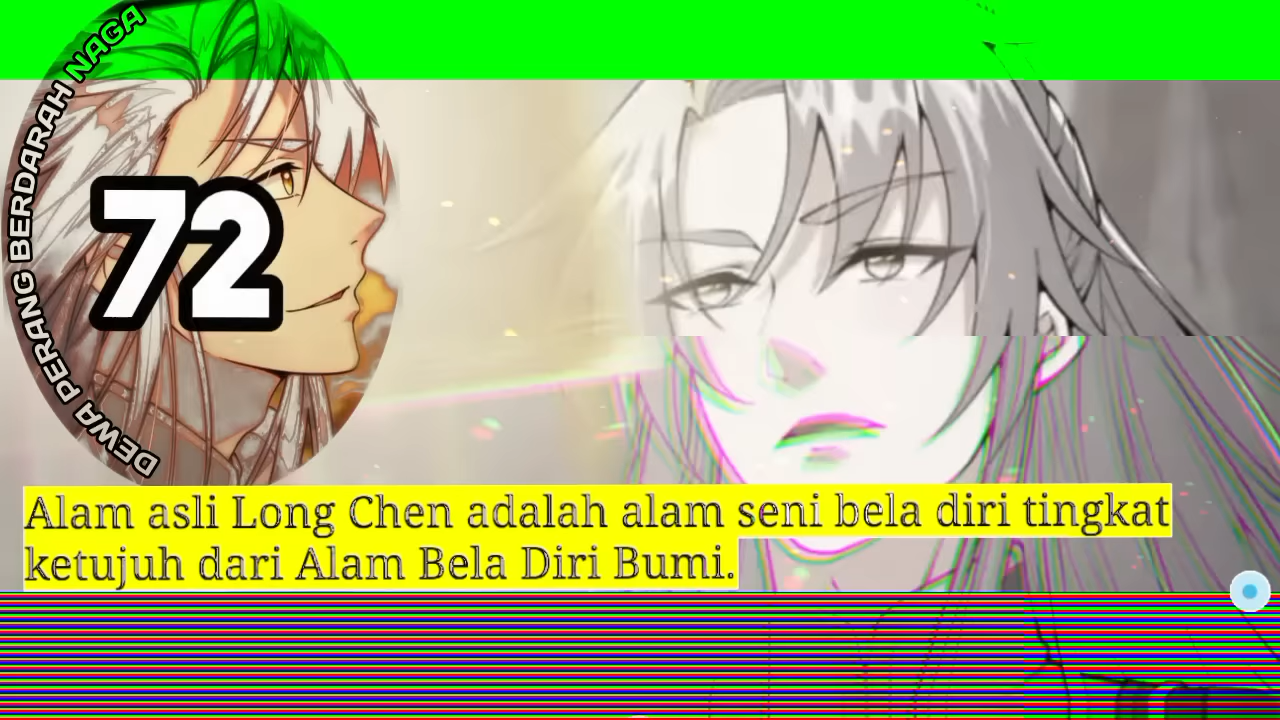 DEWA PERANG BERDARAH NAGA
72
Alam asli Long Chen adalah alam seni bela diri tingkat
ketujuh dari Alam Bela Diri Bumi.